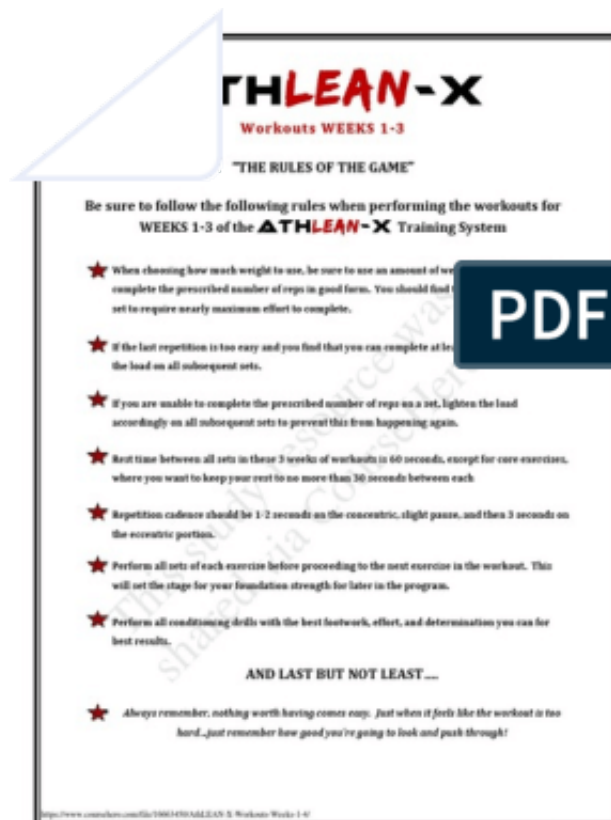 THLEAN-X
Workouts WEEKS 1-3
"THE RULES OF THE GAME"
Be sure to follow the following rules when performing the workouts for
WEEKS 1-3 of the ATHLEAN-X Training System
When choosing how much weight to use, be sure to use an amount of we
complete the prescribed number of reps in good form. You should find
set to require nearly maximum effort to complete.
PDF
If the last repetition is too easy and you find that you can complete at le
the load on all subsequent sets.
If you are unable to complete the prescribed number of reps on a set, lighten the load
accordingly on all subsequent sets to prevent this from happening again.
Rest time between all sets in these 3 weeks of workouts is 60 seconds, except for core exercises,
where you want to keep your rest to no more than 30 seconds between each
Repetition cadence should be 1-2 seconds on the concentric, slight pause, and then 3 seconds on
the eccentric portion.
Perform all sets of each exercise before proceeding to the next exercise in the workout. This
will set the stage for your foundation strength for later in the program.
Perform all conditioning drills with the best footwork, effort, and determination you can for
best results.
This study resource was
shared via CourseHero
AND LAST BUT NOT LEAST....
Always remember, nothing worth having comes easy. Just when it feels like the workout is too
hard...just remember how good you're going to look and push through!